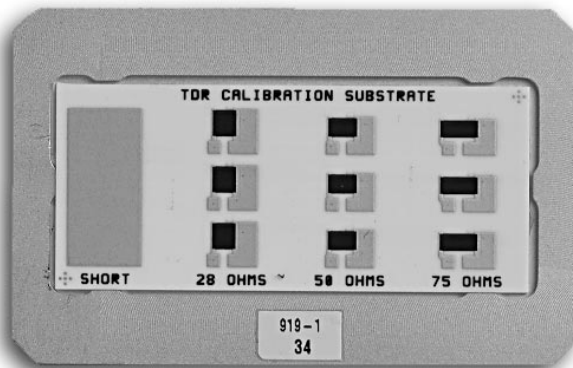 TDR CALIBRATION SUBSTRATE
SHORT 28 OHMS 50 OHMS 75 OHMS
919-1
34